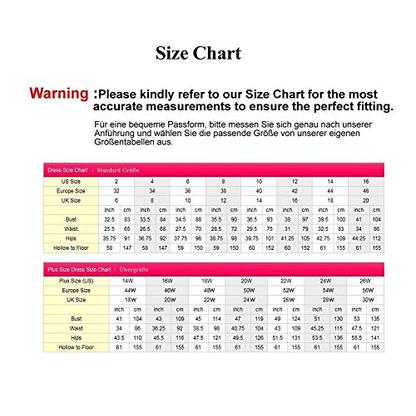 Size Chart
Warning :Please kindly refer to our Size Chart for the most
accurate measurements to ensure the perfect fitting.
Für eine bequeme Passform, bitte messen Sie sich genau nach unserer
Anführung und wählen Sie die passende Größe von unserer eigenen
Größentabellen aus.
Dress Size Chart / Standard Größe
US Size 2 4 6 8 10 12 14 16
Europe Size 32 34 36 38 40 42 44 46
UK Size 6 8 10 12 14 16 18 20
inch cm inch cm inch cm inch cm inch cm inch cm inch cm inch cm
Bust 32.5 83 33.5 84 34.5 88 35.5 90 36.5 93 38 97 39.5 100 41 104
Waist 25.5 65 26.5 68 27.5 70 28.5 72 29.5 75 31 79 32.5 83 34 86
Hips 35.75 91 36.75 93 37.75 96 38.75 98 39.75 101 41.25 105 42.75 109 44.25 112
Hollow to Floor 58 147 58 147 59 150 59 150 60 152 60 152 61 155 61 155
Plus Size Dress Size Chart / Übergröße
Plus Size (US) 14W 16W 18W 20W 22W 24W 26W
Europe Size 44W 46W 48W 50W 52W 54W 56W
UK Size 18W 20W 22W 24W 26W 28W 30W
inch cm inch cm inch cm inch cm inch cm inch cm inch cm
Bust 41 104 43 109 45 114 47 119 49 124 51 130 53 135
Waist 34 86 36.25 92 38.5 98 40.75 104 43 109 45.25 115 47.5 121
Hips 43.5 110 45.5 116 47.5 121 49.5 126 51.5 131 53.5 136 55.5 141
Hollow to Floor 61 155 61 155 61 155 61 155 61 155 61 155 61 155